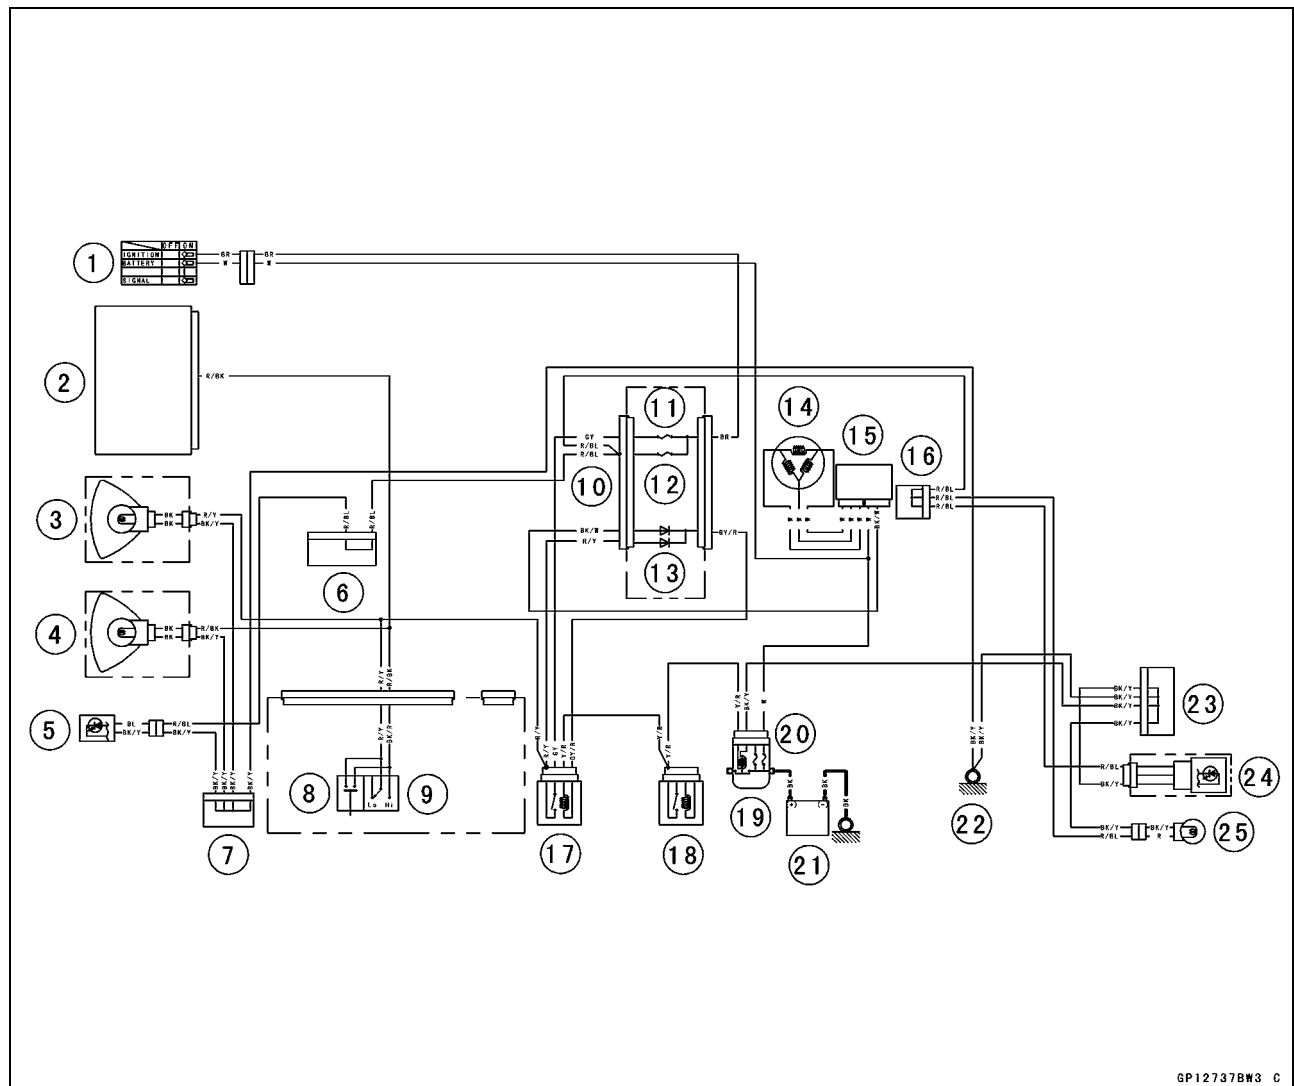 OFF ON
IGNITION
BATTERY
SIGNAL
1
BR
BR
W
W
2
R/BK
3
BK
R/Y
BK
BK/Y
4
BK
R/BK
BK
BK/Y
5
BL
R/BL
BK/Y
BK/Y
R/BL
R/BL
6
BK/Y
BK/Y
BK/Y
BK/Y
7
R/Y
R/BK
R/Y
BK/R
8
9
Lo Hi
GY
R/BL
R/BL
10
11
BR
12
BK/W
R/Y
13
GY/R
14
15
BK/W
16
R/BL
R/BL
R/BL
R/Y
R/Y
GY
Y/R
GY/R
17
Y/R
Y/R
18
Y/R
BK/Y
W
20
19
BK
BK
BK
+
-
21
BK/Y
BK/Y
22
BK/Y
BK/Y
BK/Y
BK/Y
23
R/BL
BK/Y
24
BK/Y
BK/Y
R/BL
R
25
GP12737BW3 C